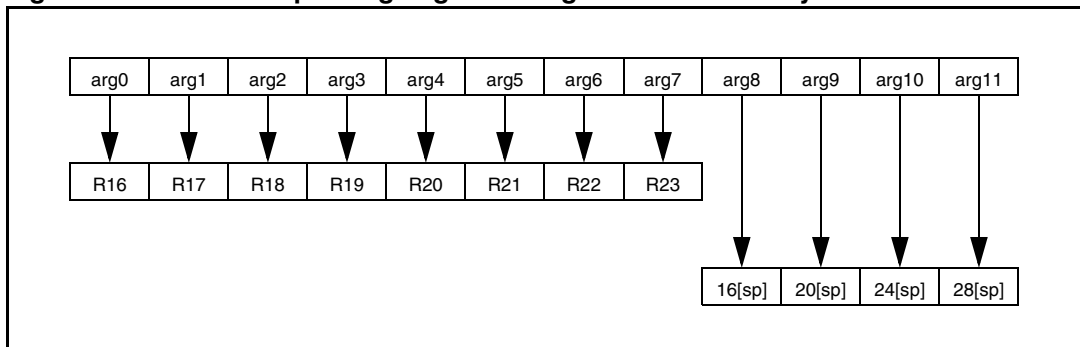 arg0 arg1 arg2 arg3 arg4 arg5 arg6 arg7 arg8 arg9 arg10 arg11
R16 R17 R18 R19 R20 R21 R22 R23
16[sp] 20[sp] 24[sp] 28[sp]